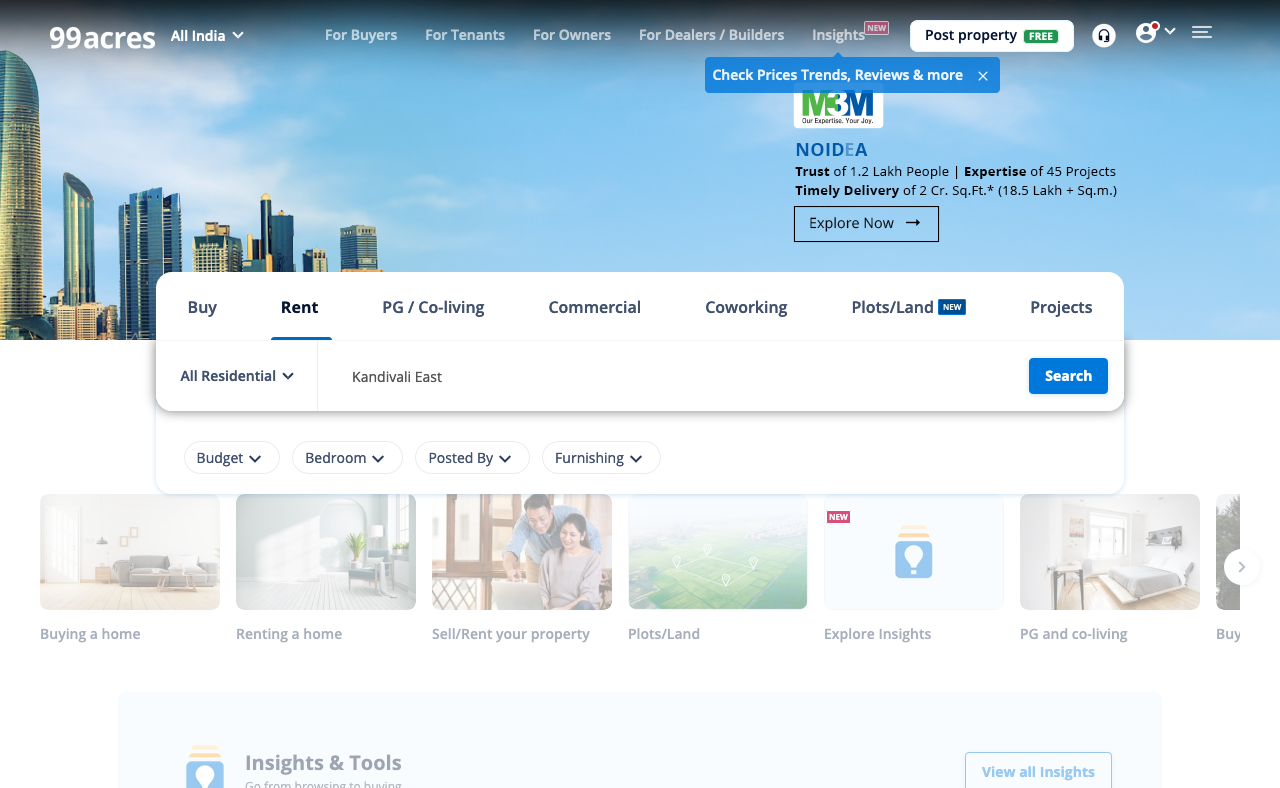 99acres
All India
For Buyers
For Tenants
For Owners
For Dealers / Builders
Insights
NEW
Post property FREE
Check Prices Trends, Reviews & more
M3M
Our Expertise. Your Joy.
NOIDEA
Trust of 1.2 Lakh People | Expertise of 45 Projects
Timely Delivery of 2 Cr. Sq.Ft.* (18.5 Lakh + Sq.m.)
Explore Now
Buy
Rent
PG / Co-living
Commercial
Coworking
Plots/Land NEW
Projects
All Residential
Kandivali East
Search
Budget
Bedroom
Posted By
Furnishing
NEW
Buying a home
Renting a home
Sell/Rent your property
Plots/Land
Explore Insights
PG and co-living
Buy
Insights & Tools
View all Insights
Go from browsing to buying